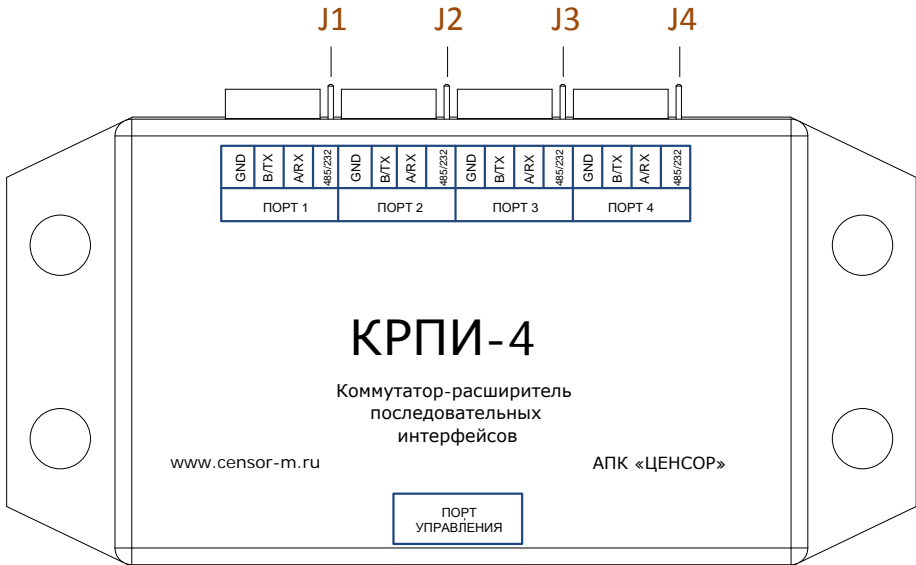 J1 J2 J3 J4
GND B/TX A/RX 485/232 GND B/TX A/RX 485/232 GND B/TX A/RX 485/232 GND B/TX A/RX 485/232
ПОРТ 1 ПОРТ 2 ПОРТ 3 ПОРТ 4
КРПИ-4
Коммутатор-расширитель
последовательных
интерфейсов
www.censor-m.ru АПК «ЦЕНСОР»
ПОРТ
УПРАВЛЕНИЯ